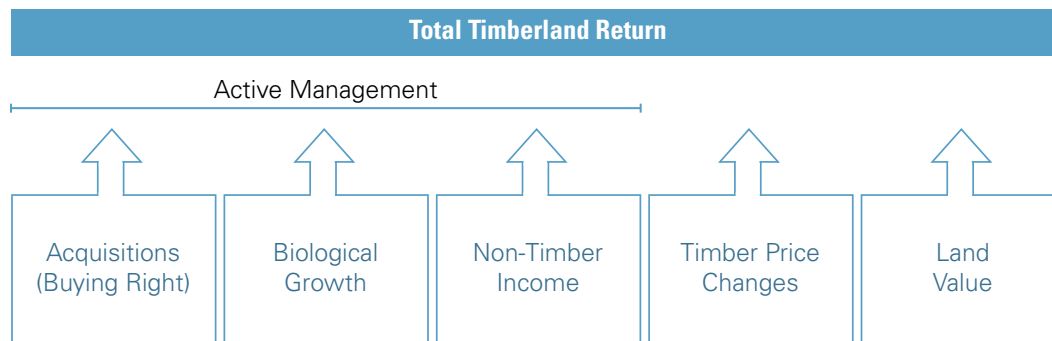 Total Timberland Return
Active Management
Acquisitions
(Buying Right)
Biological
Growth
Non-Timber
Income
Timber Price
Changes
Land
Value